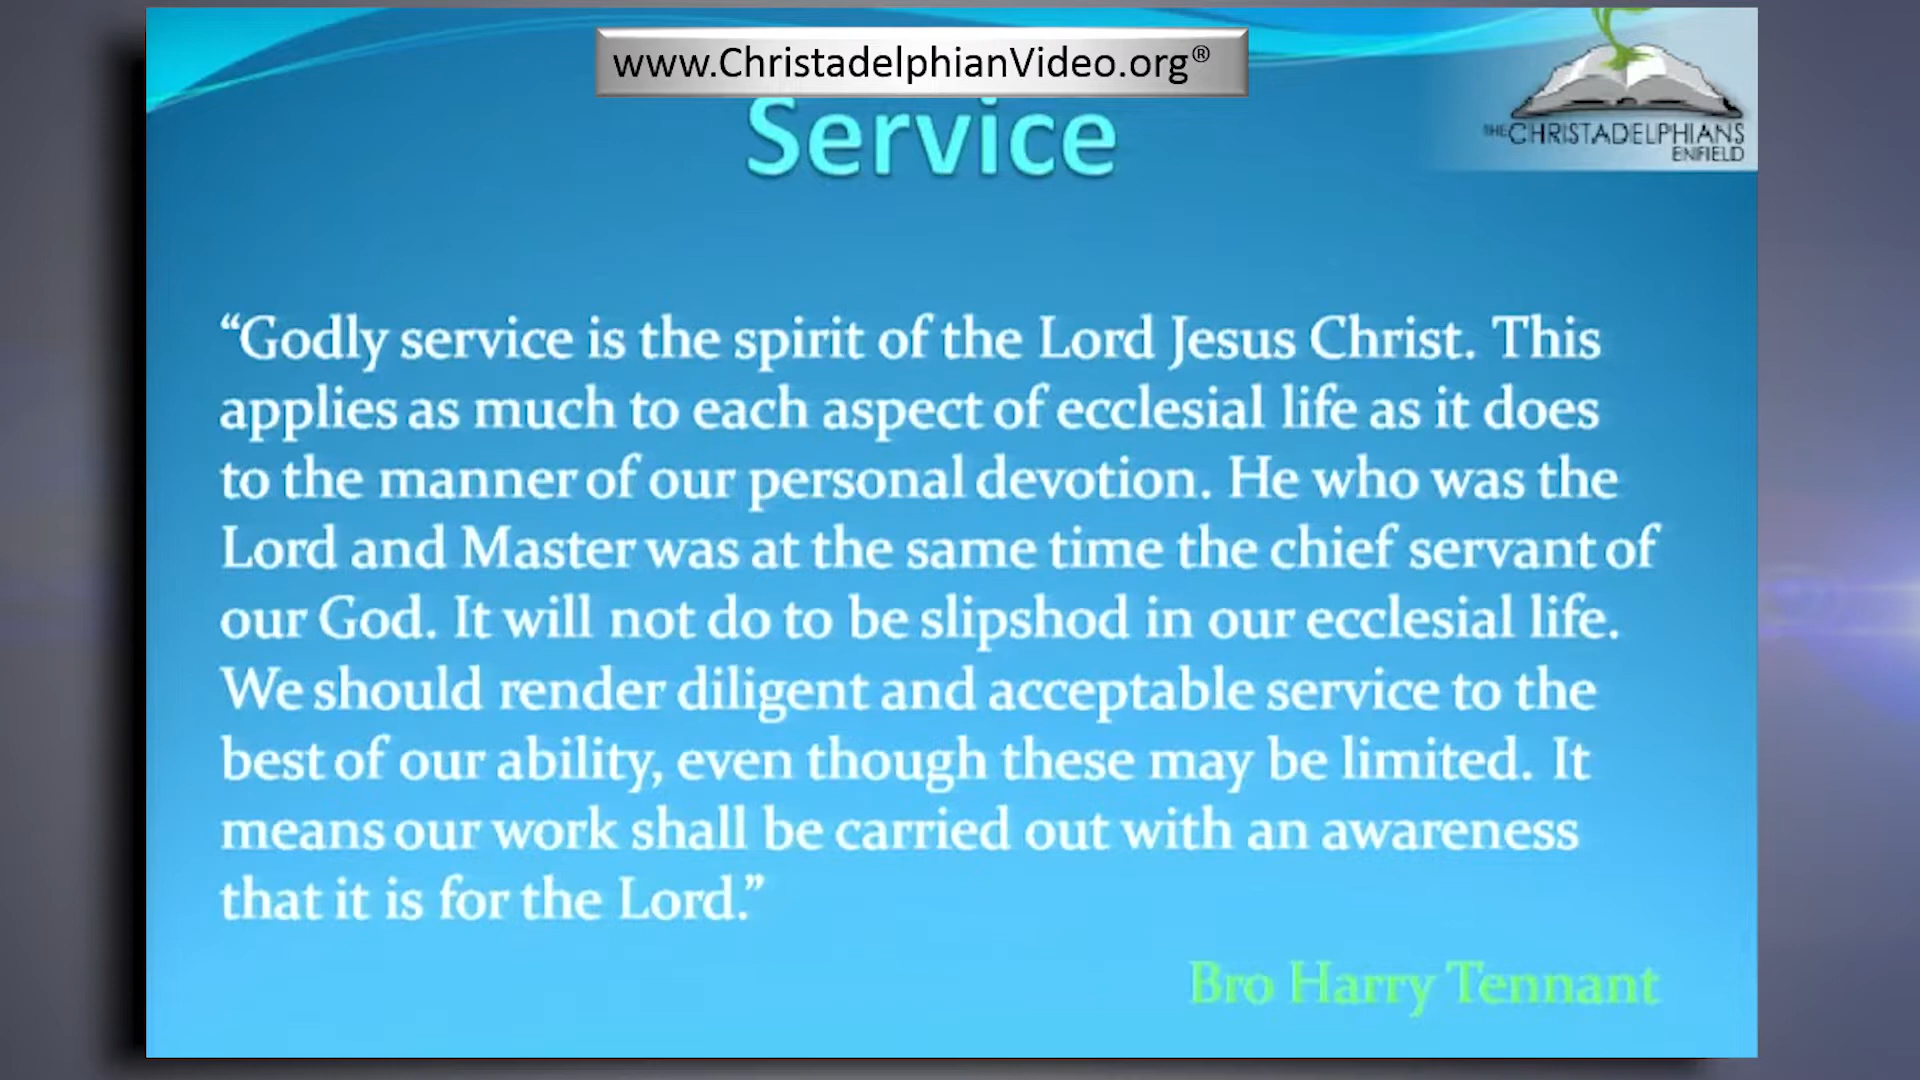 www.ChristadelphianVideo.org®
THE CHRISTADELPHIANS
ENFIELD
Service
“Godly service is the spirit of the Lord Jesus Christ. This
applies as much to each aspect of ecclesial life as it does
to the manner of our personal devotion. He who was the
Lord and Master was at the same time the chief servant of
our God. It will not do to be slipshod in our ecclesial life.
We should render diligent and acceptable service to the
best of our ability, even though these may be limited. It
means our work shall be carried out with an awareness
that it is for the Lord.”
Bro Harry Tennant